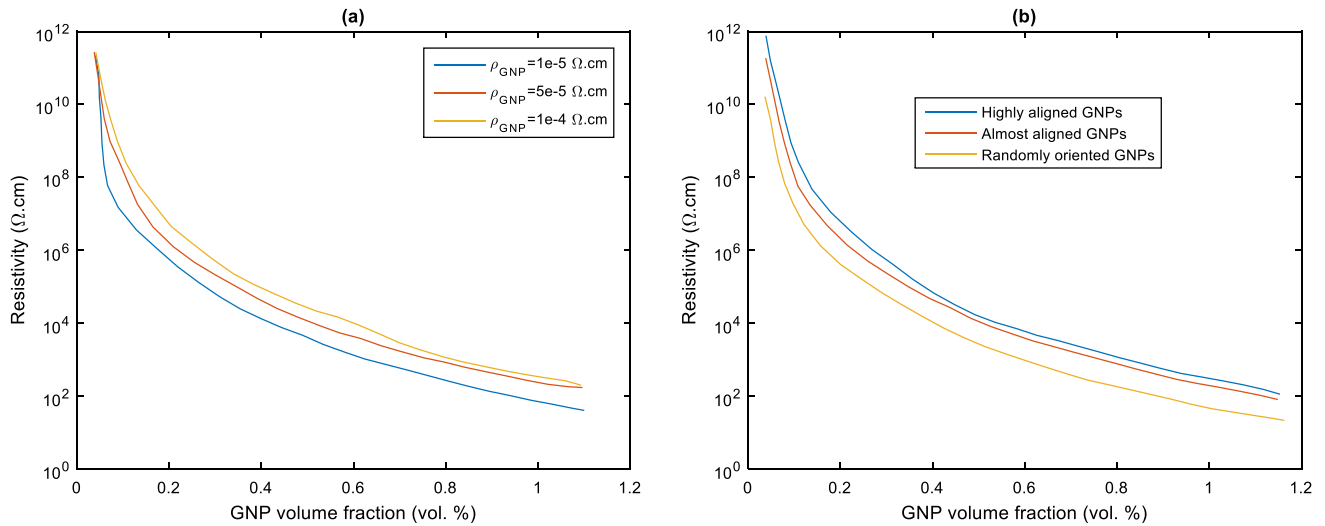 (a)
10^12
10^10
10^8
10^6
10^4
10^2
10^0
Resistivity (Ω.cm)
ρ_GNP=1e-5 Ω.cm
ρ_GNP=5e-5 Ω.cm
ρ_GNP=1e-4 Ω.cm
0 0.2 0.4 0.6 0.8 1 1.2
GNP volume fraction (vol. %)
(b)
10^12
10^10
10^8
10^6
10^4
10^2
10^0
Resistivity (Ω.cm)
Highly aligned GNPs
Almost aligned GNPs
Randomly oriented GNPs
0 0.2 0.4 0.6 0.8 1 1.2
GNP volume fraction (vol. %)